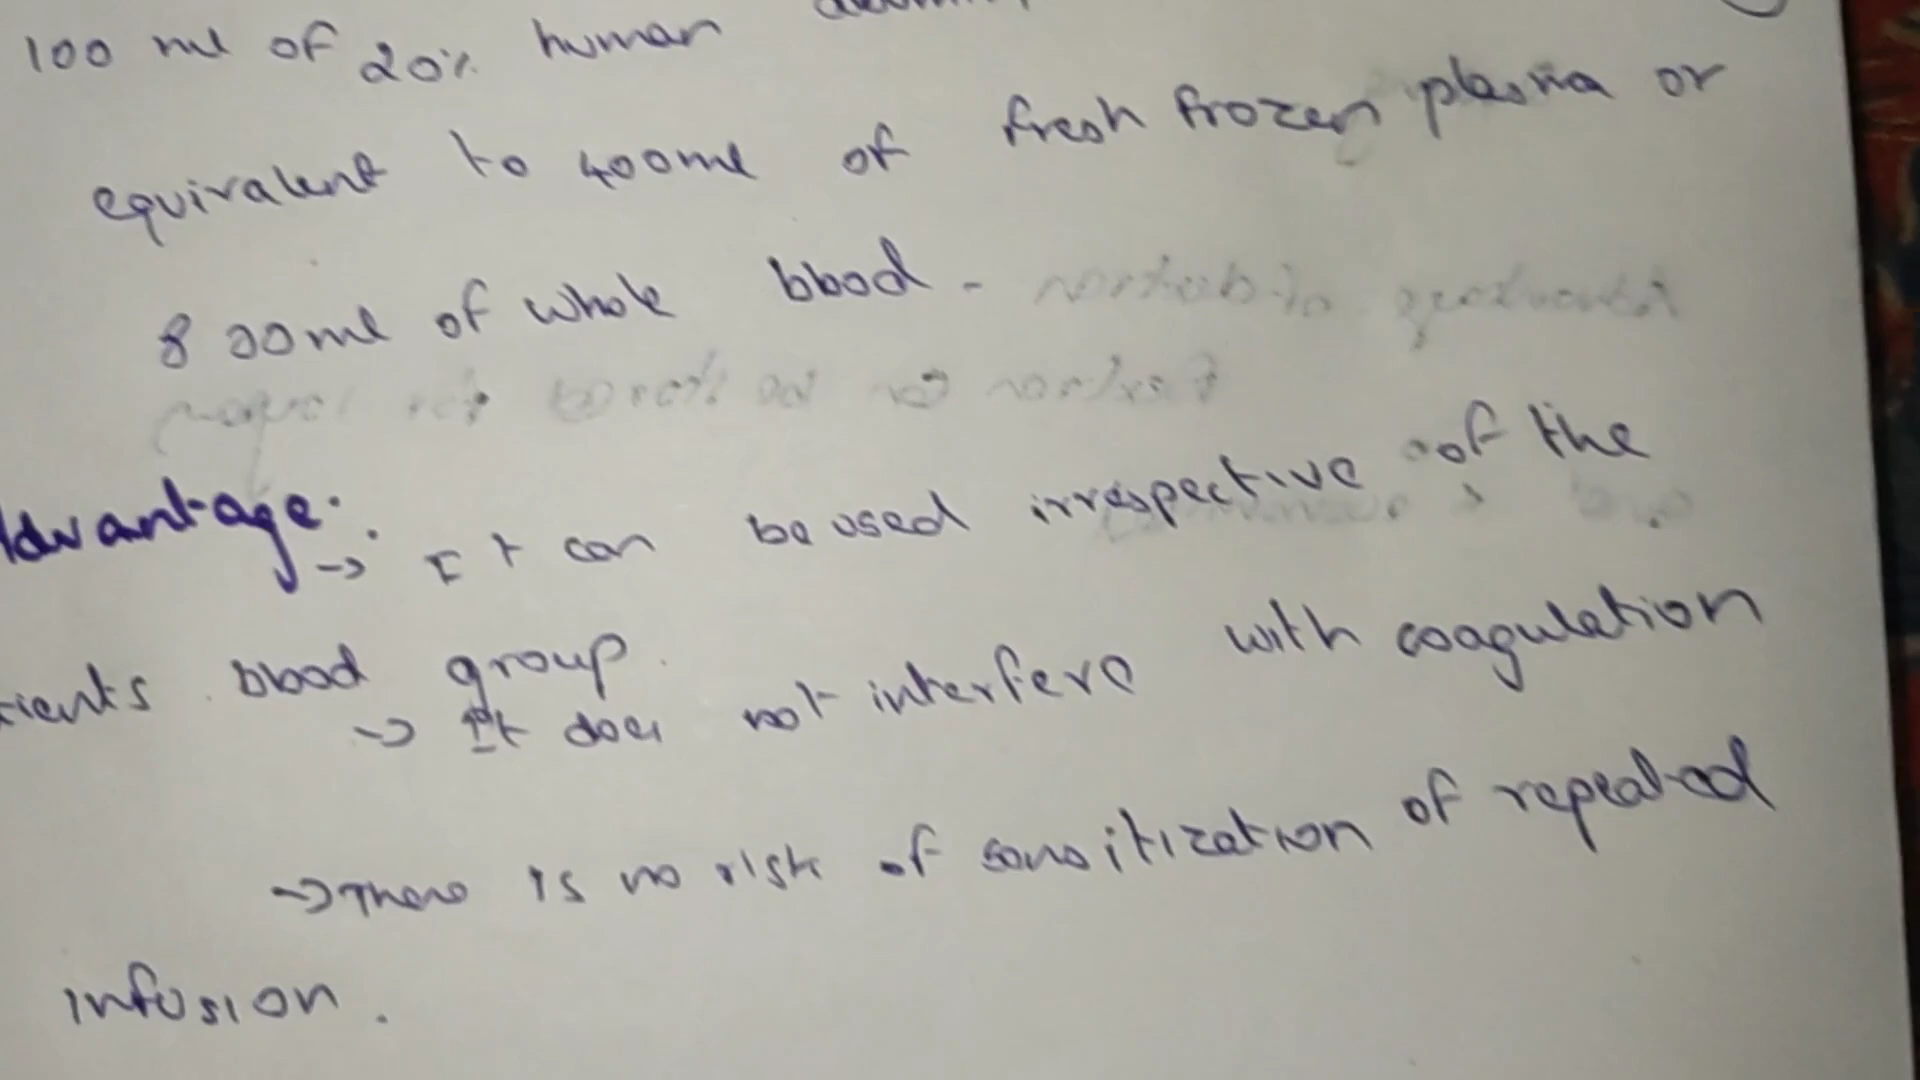 100 ml of 20% human
equivalent to 400ml of fresh frozen plasma or
800ml of whole blood.
Advantage:
→ It can be used irrespective of the
tients blood group.
→ It does not interfere with coagulation
→ There is no risk of sensitization of repeated
infusion.